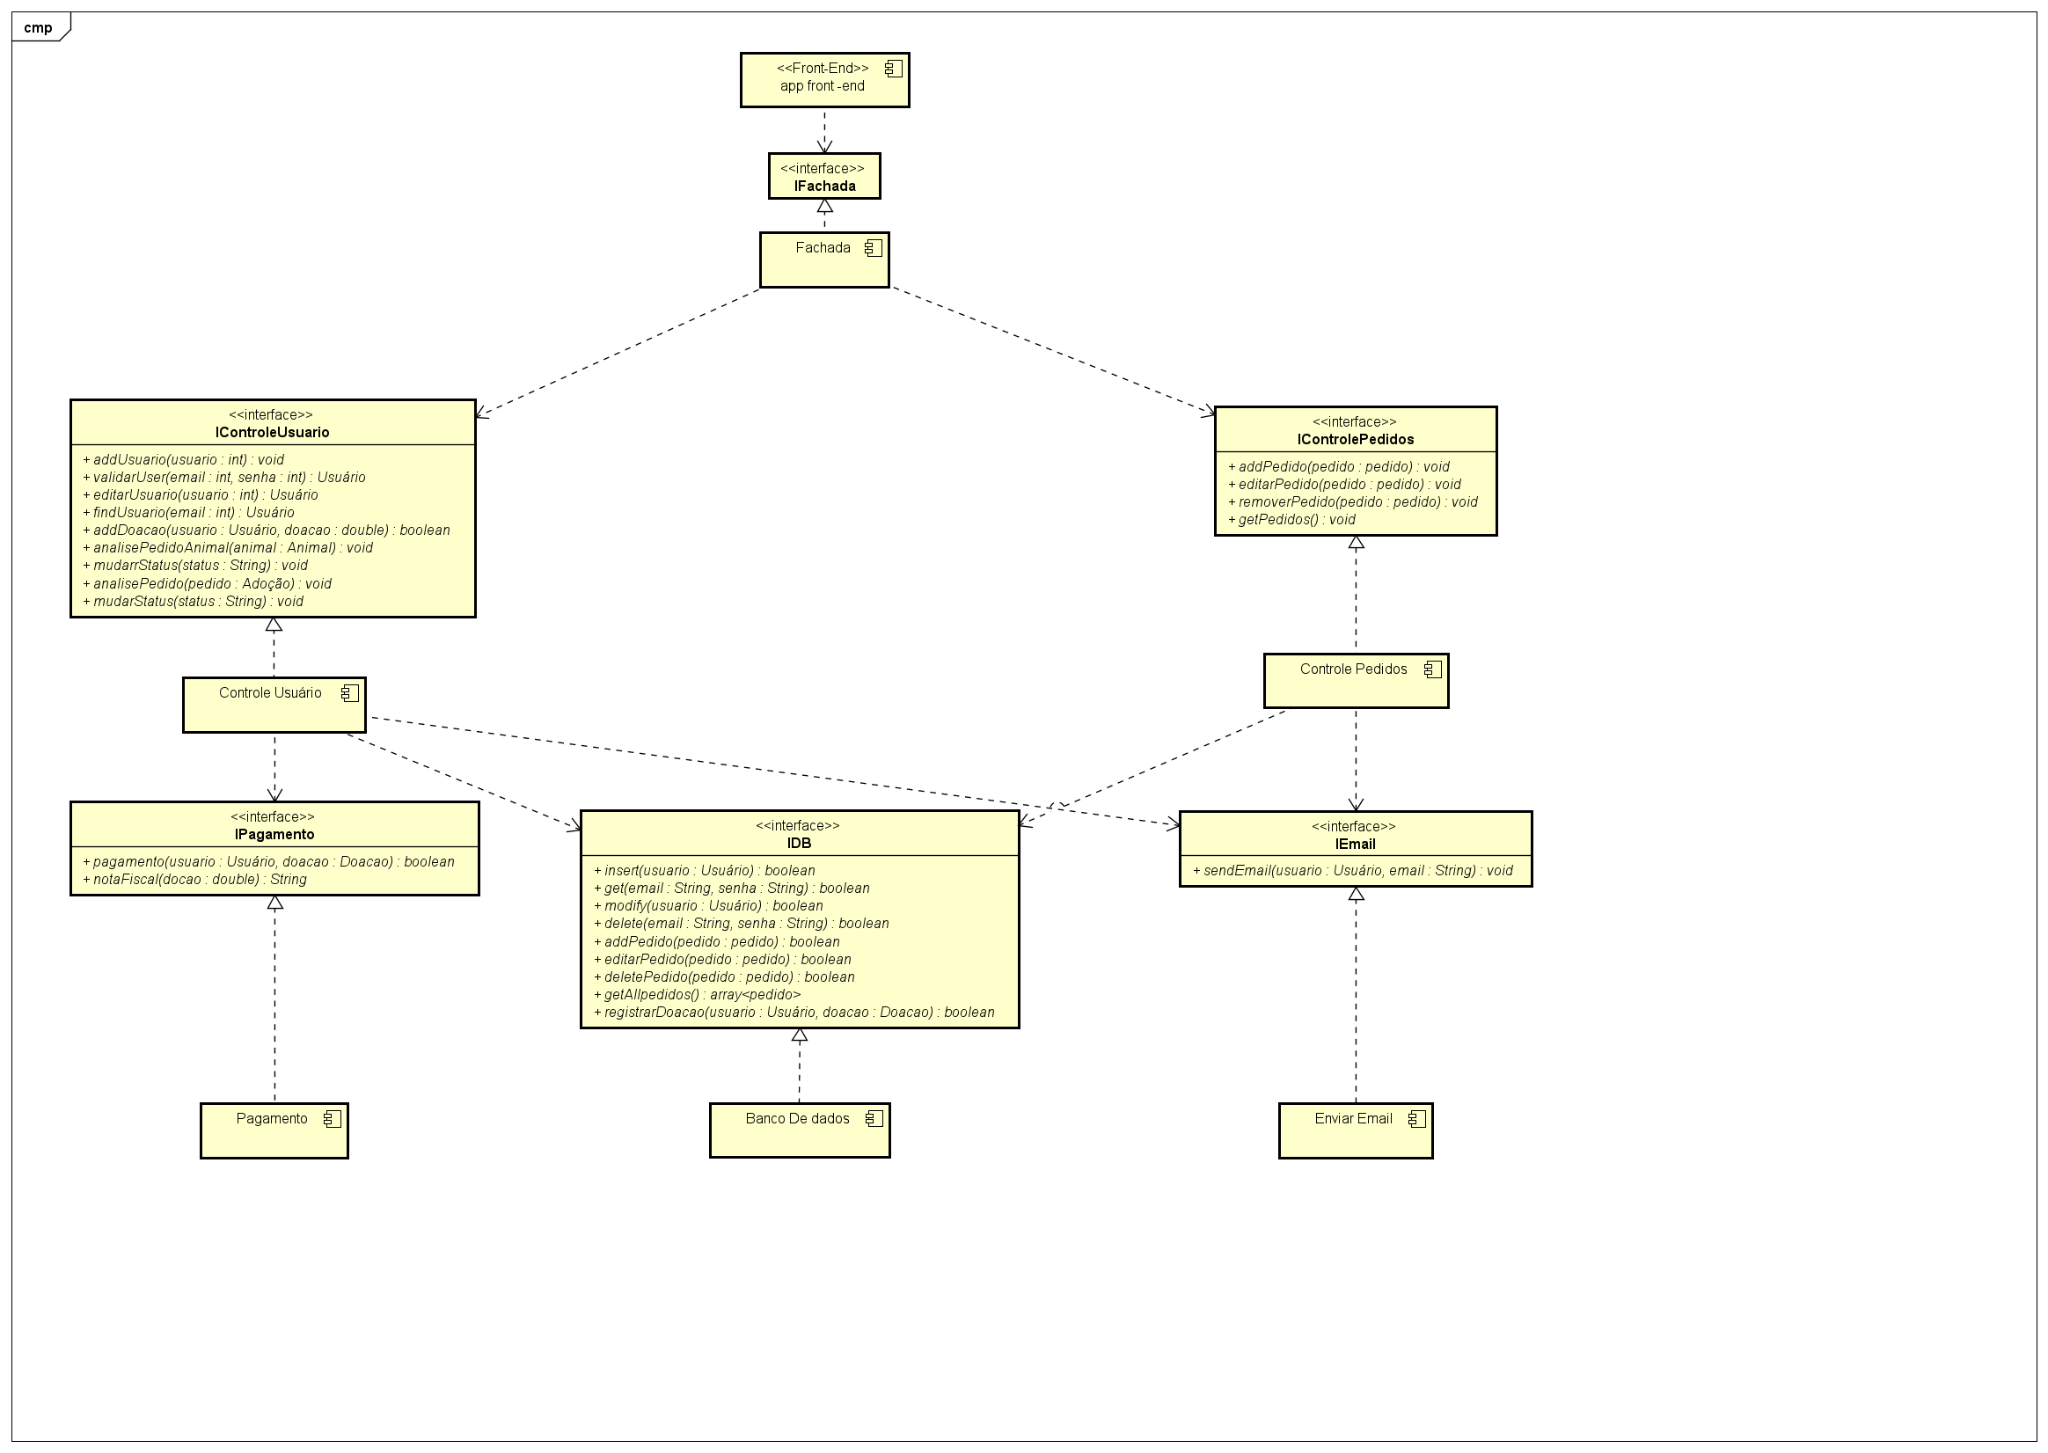 cmp
<<Front-End>>
app front -end
<<interface>>
IFachada
Fachada
<<interface>>
IControleUsuario
+ addUsuario(usuario : int) : void
+ validarUser(email : int, senha : int) : Usuário
+ editarUsuario(usuario : int) : Usuário
+ findUsuario(email : int) : Usuário
+ addDoacao(usuario : Usuário, doacao : double) : boolean
+ analisePedidoAnimal(animal : Animal) : void
+ mudarrStatus(status : String) : void
+ analisePedido(pedido : Adoção) : void
+ mudarStatus(status : String) : void
<<interface>>
IControlePedidos
+ addPedido(pedido : pedido) : void
+ editarPedido(pedido : pedido) : void
+ removerPedido(pedido : pedido) : void
+ getPedidos() : void
Controle Usuário
Controle Pedidos
<<interface>>
IPagamento
+ pagamento(usuario : Usuário, doacao : Doacao) : boolean
+ notaFiscal(docao : double) : String
<<interface>>
IDB
+ insert(usuario : Usuário) : boolean
+ get(email : String, senha : String) : boolean
+ modify(usuario : Usuário) : boolean
+ delete(email : String, senha : String) : boolean
+ addPedido(pedido : pedido) : boolean
+ editarPedido(pedido : pedido) : boolean
+ deletePedido(pedido : pedido) : boolean
+ getAllpedidos() : array<pedido>
+ registrarDoacao(usuario : Usuário, doacao : Doacao) : boolean
<<interface>>
IEmail
+ sendEmail(usuario : Usuário, email : String) : void
Pagamento
Banco De dados
Enviar Email